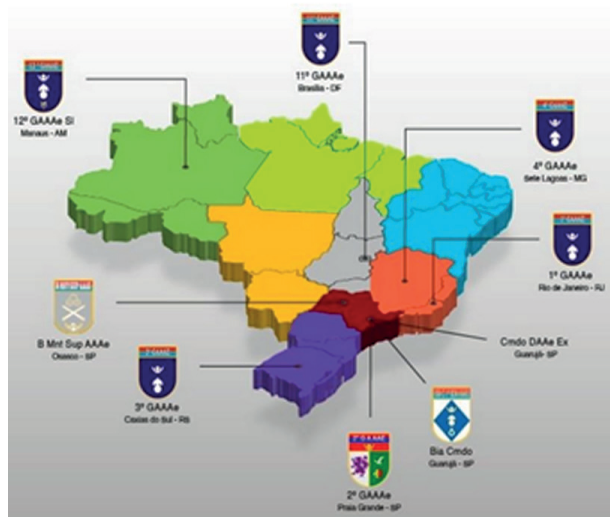 11º GAAAe
Brasília - DF
12º GAAAe Sl
Manaus - AM
4º GAAAe
Sete Lagoas - MG
1º GAAAe
Rio de Janeiro - RJ
B Mnt Sup AAAe
Osasco - SP
Cmdo DAAe Ex
Guarujá - SP
3º GAAAe
Caxias do Sul - RS
Bia Cmdo
Guarujá - SP
2º GAAAe
Praia Grande - SP